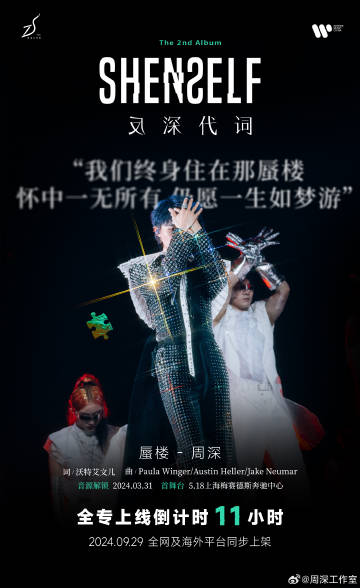 The 2nd Album
SHENSELF
反深代词
“我们终身住在那蜃楼
怀中一无所有 仍愿一生如梦游”
蜃楼 - 周深
词/沃特艾文儿 曲/Paula Winger/Austin Heller/Jake Neumar
音源解锁 2024.03.31 首舞台 5.18上海梅赛德斯奔驰中心
全专上线倒计时11小时
2024.09.29 全网及海外平台同步上架
@周深工作室